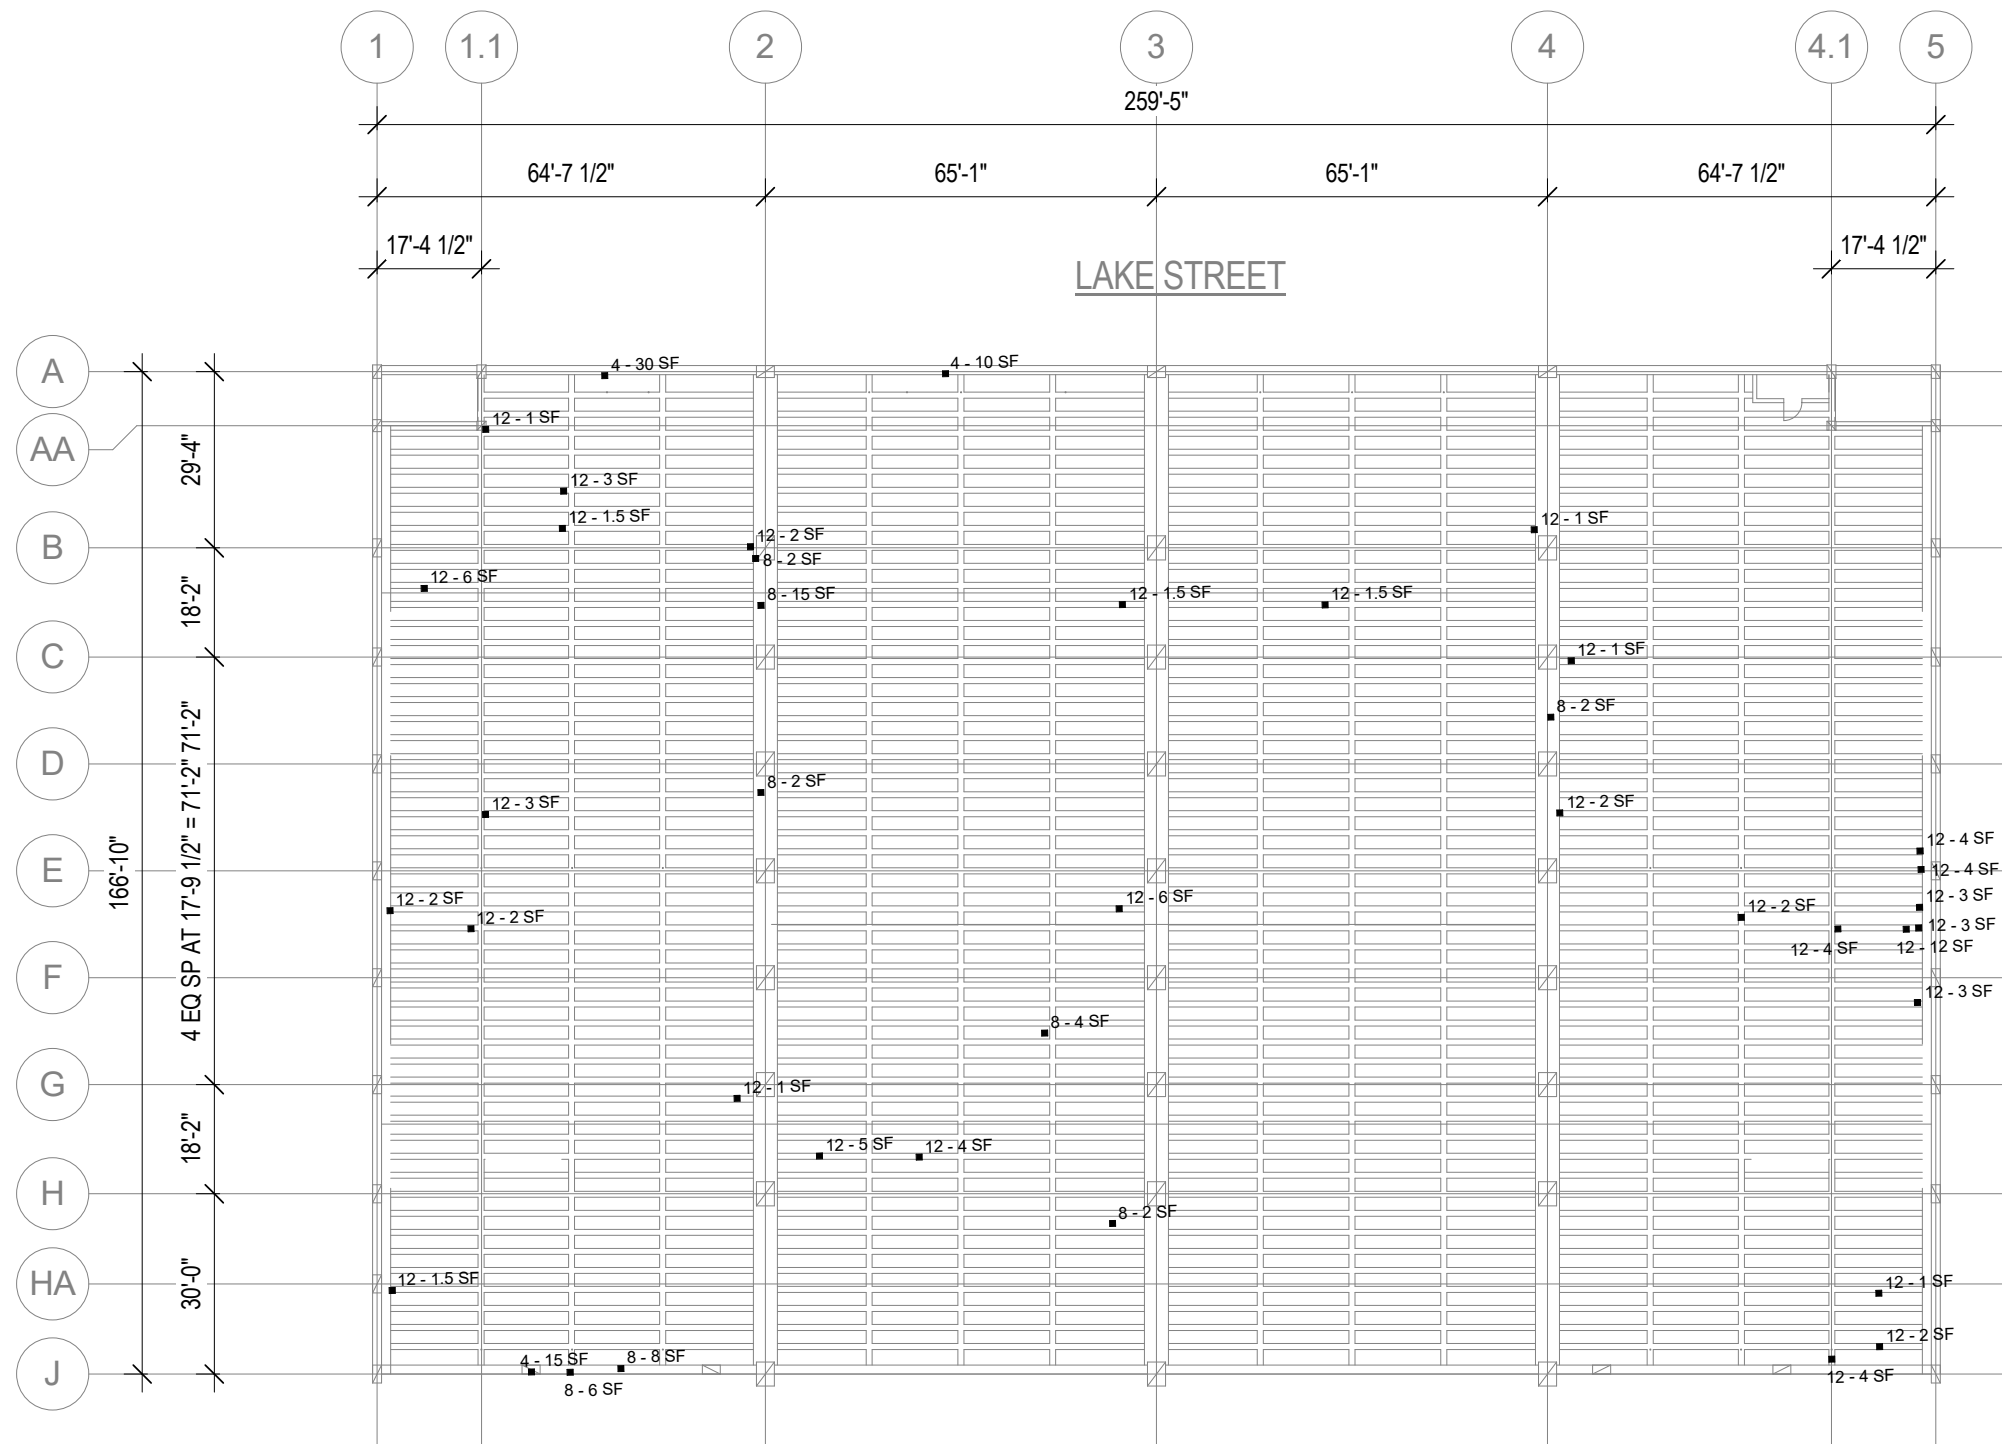 1 1.1 2 3 4 4.1 5
259'-5"
64'-7 1/2" 65'-1" 65'-1" 64'-7 1/2"
17'-4 1/2" 17'-4 1/2"
LAKE STREET
A
4 - 30 SF 4 - 10 SF
12 - 1 SF
AA
29'-4"
12 - 3 SF
12 - 1.5 SF 12 - 1 SF
12 - 2 SF
B
8 - 2 SF
12 - 6 SF
8 - 15 SF 12 - 1.5 SF 12 - 1.5 SF
18'-2"
12 - 1 SF
C
8 - 2 SF
D
8 - 2 SF
12 - 3 SF 12 - 2 SF
12 - 4 SF
166'-10"
4 EQ SP AT 17'-9 1/2" = 71'-2" 71'-2"
E
12 - 4 SF
12 - 2 SF 12 - 6 SF 12 - 3 SF
12 - 2 SF 12 - 2 SF
12 - 3 SF
12 - 4 SF 12 - 12 SF
F
12 - 3 SF
8 - 4 SF
G
12 - 1 SF
12 - 5 SF 12 - 4 SF
18'-2"
H
8 - 2 SF
12 - 1.5 SF 12 - 1 SF
HA
30'-0"
12 - 2 SF
4 - 15 SF 8 - 8 SF
J
12 - 4 SF
8 - 6 SF